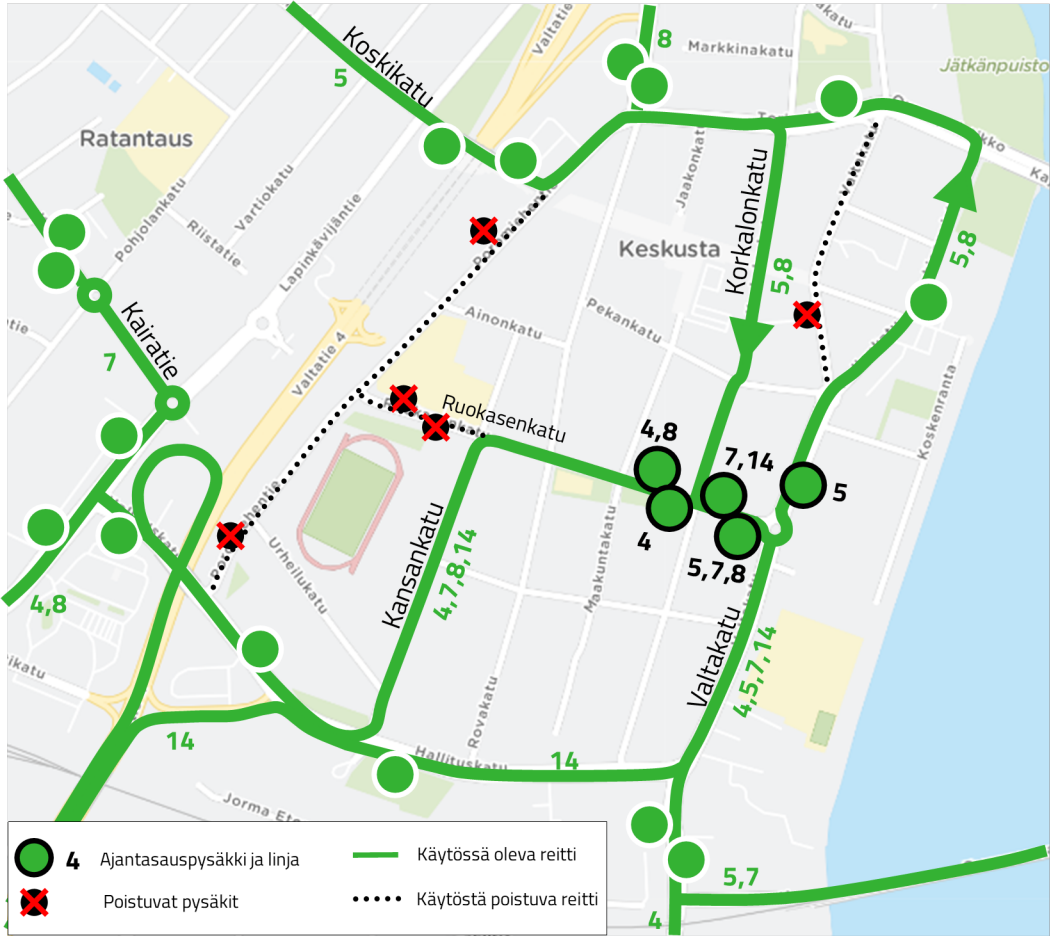 Koskikatu
5
8
Valtatie
Markkinakatu
Jätkänpuisto
Ratantaus
Pohjolankatu
Vartiokatu
Riistatie
Lapinkävijäntie
Jaakonkatu
Keskusta
Korkalonkatu
5,8
5,8
Kairatie
7
Valtatie 4
Ainonkatu
Pekankatu
Ruokasenkatu
4,8
7,14
5
4
5,7,8
Koskenranta
Kansankatu
4,7,8,14
Urheilukatu
Maakuntakatu
4,8
Valtakatu
4,5,7,14
Rovakatu
14
Hallituskatu
14
Jorma Eto
5,7
4
4 Ajantasauspysäkki ja linja
Käytössä oleva reitti
Poistuvat pysäkit
Käytöstä poistuva reitti